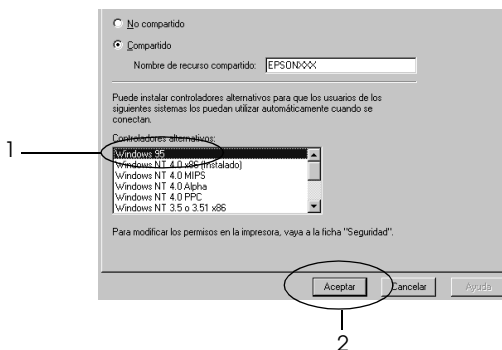 No compartido
Compartido
Nombre de recurso compartido: EPSONXXX
Puede instalar controladores alternativos para que los usuarios de los
siguientes sistemas los puedan utilizar automáticamente cuando se
conectan.
Controladores alternativos:
1
Windows 95
Windows NT 4.0 x86 (Instalado)
Windows NT 4.0 MIPS
Windows NT 4.0 Alpha
Windows NT 4.0 PPC
Windows NT 3.5 o 3.51 x86
Para modificar los permisos en la impresora, vaya a la ficha "Seguridad".
Aceptar Cancelar Ayuda
2